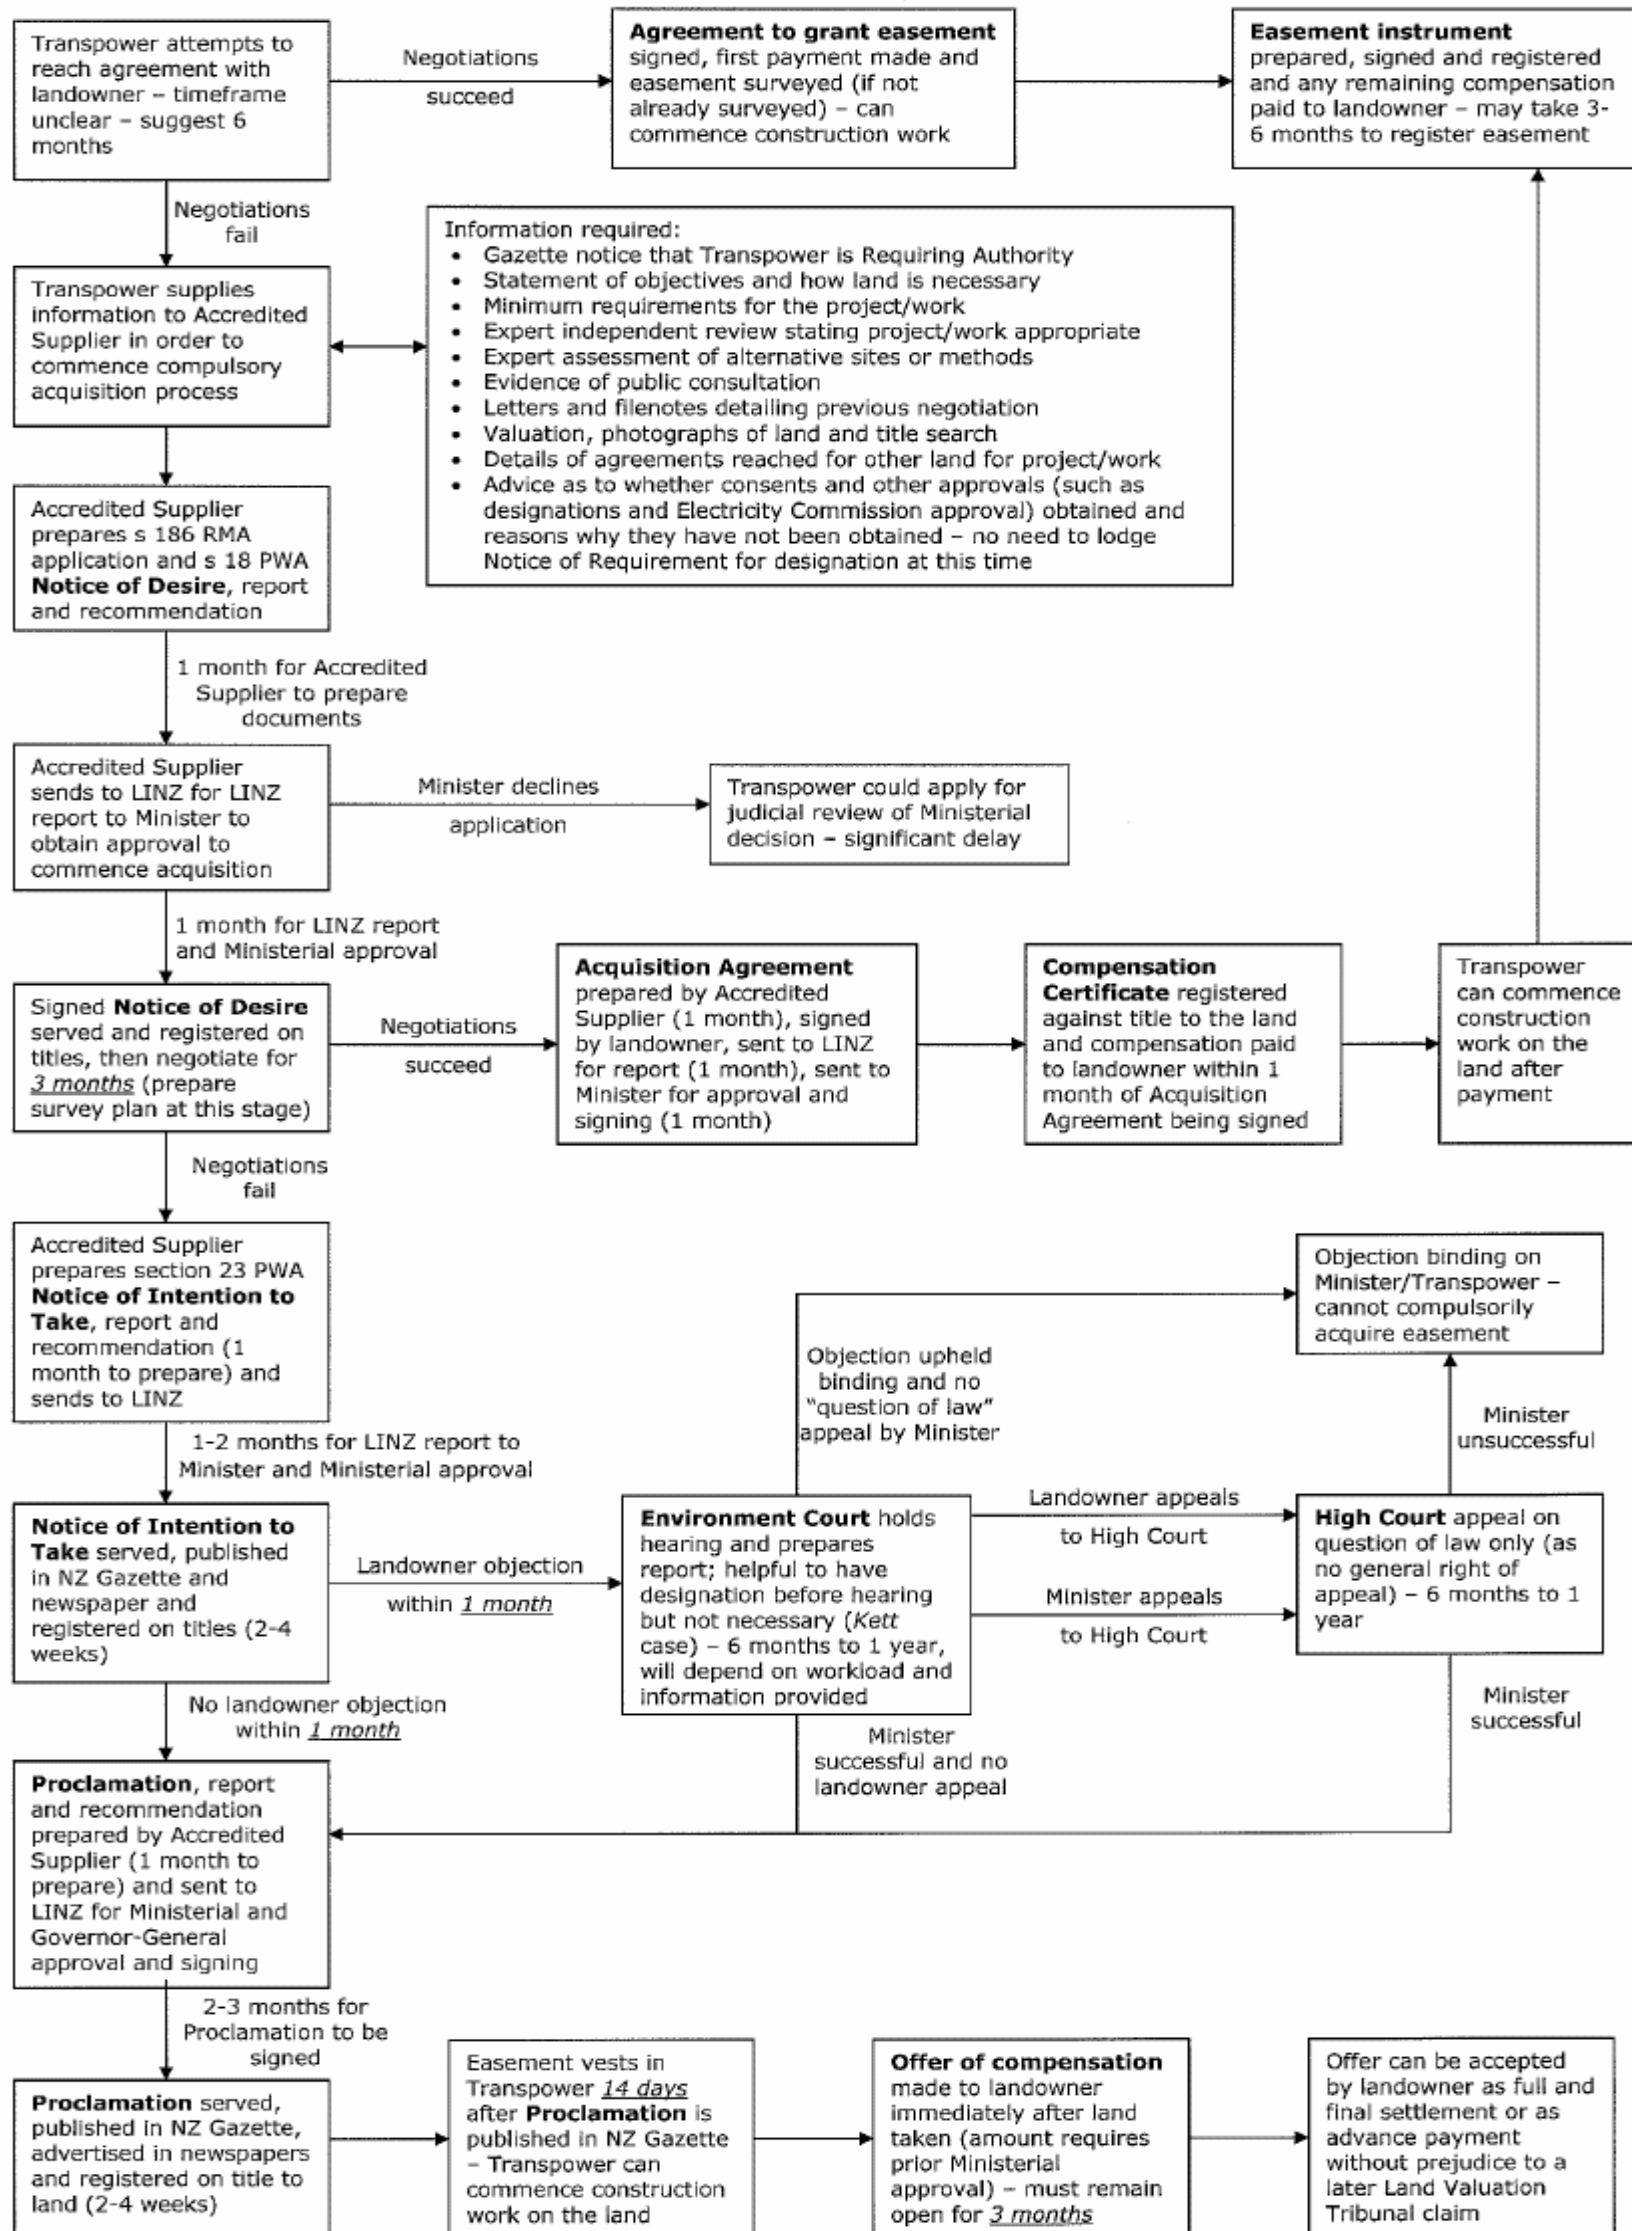 Transpower attempts to
reach agreement with
landowner – timeframe
unclear – suggest 6
months
Negotiations
succeed
Agreement to grant easement
signed, first payment made and
easement surveyed (if not
already surveyed) – can
commence construction work
Easement instrument
prepared, signed and registered
and any remaining compensation
paid to landowner – may take 3-
6 months to register easement
Negotiations
fail
Transpower supplies
information to Accredited
Supplier in order to
commence compulsory
acquisition process
Information required:
• Gazette notice that Transpower is Requiring Authority
• Statement of objectives and how land is necessary
• Minimum requirements for the project/work
• Expert independent review stating project/work appropriate
• Expert assessment of alternative sites or methods
• Evidence of public consultation
• Letters and filenotes detailing previous negotiation
• Valuation, photographs of land and title search
• Details of agreements reached for other land for project/work
• Advice as to whether consents and other approvals (such as
designations and Electricity Commission approval) obtained and
reasons why they have not been obtained – no need to lodge
Notice of Requirement for designation at this time
Accredited Supplier
prepares s 186 RMA
application and s 18 PWA
Notice of Desire, report
and recommendation
1 month for Accredited
Supplier to prepare
documents
Accredited Supplier
sends to LINZ for LINZ
report to Minister to
obtain approval to
commence acquisition
Minister declines
application
Transpower could apply for
judicial review of Ministerial
decision – significant delay
1 month for LINZ report
and Ministerial approval
Signed Notice of Desire
served and registered on
titles, then negotiate for
3 months (prepare
survey plan at this stage)
Negotiations
succeed
Acquisition Agreement
prepared by Accredited
Supplier (1 month), signed
by landowner, sent to LINZ
for report (1 month), sent to
Minister for approval and
signing (1 month)
Compensation
Certificate registered
against title to the land
and compensation paid
to landowner within 1
month of Acquisition
Agreement being signed
Transpower
can commence
construction
work on the
land after
payment
Negotiations
fail
Accredited Supplier
prepares section 23 PWA
Notice of Intention to
Take, report and
recommendation (1
month to prepare) and
sends to LINZ
Objection binding on
Minister/Transpower –
cannot compulsorily
acquire easement
Objection upheld
binding and no
"question of law"
appeal by Minister
Minister
unsuccessful
1-2 months for LINZ report to
Minister and Ministerial approval
Notice of Intention to
Take served, published
in NZ Gazette and
newspaper and
registered on titles (2-4
weeks)
Landowner objection
within 1 month
Environment Court holds
hearing and prepares
report; helpful to have
designation before hearing
but not necessary (Kett
case) – 6 months to 1 year,
will depend on workload and
information provided
Landowner appeals
to High Court
Minister appeals
to High Court
High Court appeal on
question of law only (as
no general right of
appeal) – 6 months to 1
year
No landowner objection
within 1 month
Minister
successful and no
landowner appeal
Minister
successful
Proclamation, report
and recommendation
prepared by Accredited
Supplier (1 month to
prepare) and sent to
LINZ for Ministerial and
Governor-General
approval and signing
2-3 months for
Proclamation to be
signed
Proclamation served,
published in NZ Gazette,
advertised in newspapers
and registered on title to
land (2-4 weeks)
Easement vests in
Transpower 14 days
after Proclamation is
published in NZ Gazette
– Transpower can
commence construction
work on the land
Offer of compensation
made to landowner
immediately after land
taken (amount requires
prior Ministerial
approval) – must remain
open for 3 months
Offer can be accepted
by landowner as full and
final settlement or as
advance payment
without prejudice to a
later Land Valuation
Tribunal claim